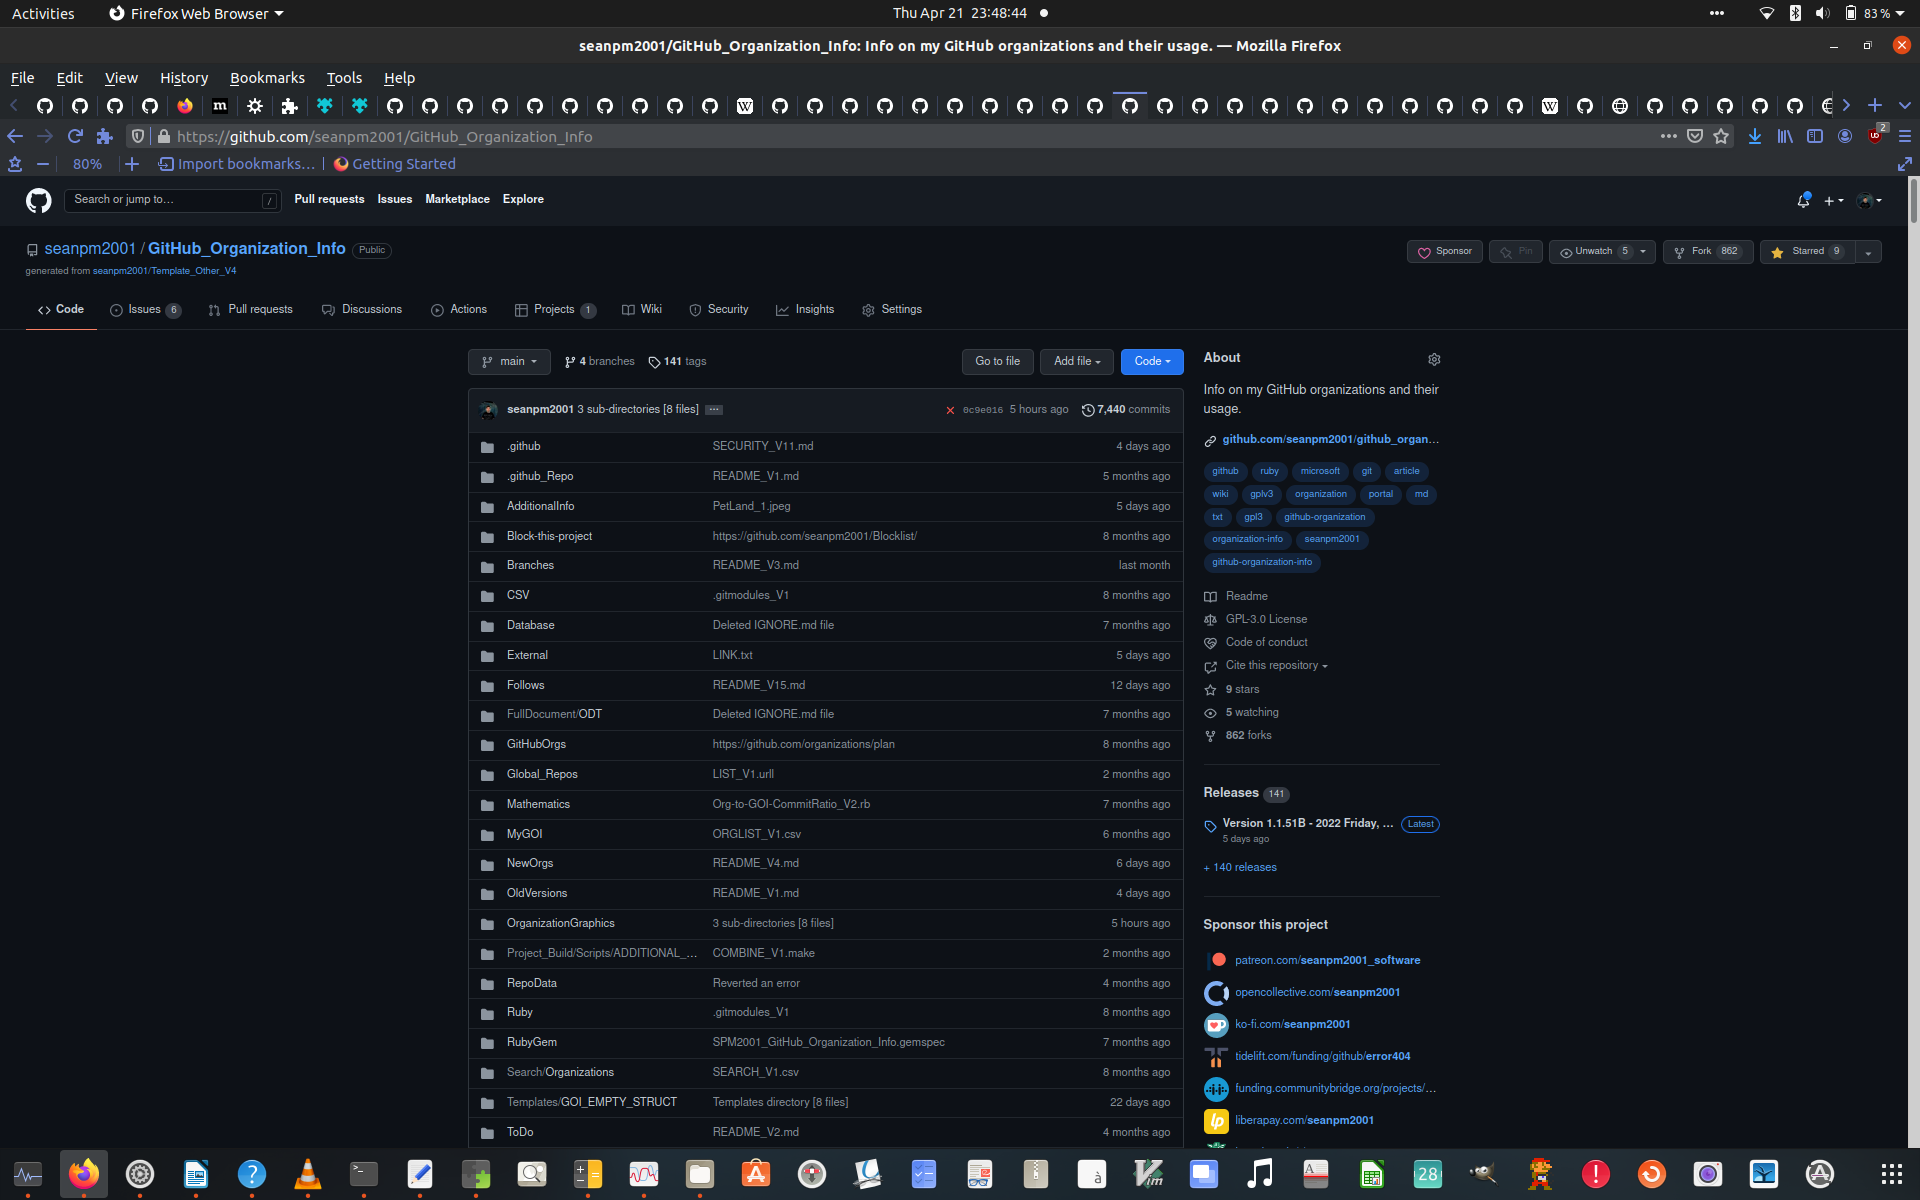 Activities Firefox Web Browser Thu Apr 21 23:48:44 83 %
seanpm2001/GitHub_Organization_Info: Info on my GitHub organizations and their usage. — Mozilla Firefox
File Edit View History Bookmarks Tools Help
https://github.com/seanpm2001/GitHub_Organization_Info 2
80% Import bookmarks... Getting Started
Search or jump to... / Pull requests Issues Marketplace Explore
seanpm2001 / GitHub_Organization_Info Public Sponsor Pin Unwatch 5 Fork 862 Starred 9
generated from seanpm2001/Template_Other_V4
Code Issues 6 Pull requests Discussions Actions Projects 1 Wiki Security Insights Settings
main 4 branches 141 tags Go to file Add file Code
seanpm2001 3 sub-directories [8 files] ... 0c9e016 5 hours ago 7,440 commits
.github SECURITY_V11.md 4 days ago
.github_Repo README_V1.md 5 months ago
AdditionalInfo PetLand_1.jpeg 5 days ago
Block-this-project https://github.com/seanpm2001/Blocklist/ 8 months ago
Branches README_V3.md last month
CSV .gitmodules_V1 8 months ago
Database Deleted IGNORE.md file 7 months ago
External LINK.txt 5 days ago
Follows README_V15.md 12 days ago
FullDocument/ODT Deleted IGNORE.md file 7 months ago
GitHubOrgs https://github.com/organizations/plan 8 months ago
Global_Repos LIST_V1.urll 2 months ago
Mathematics Org-to-GOI-CommitRatio_V2.rb 7 months ago
MyGOI ORGLIST_V1.csv 6 months ago
NewOrgs README_V4.md 6 days ago
OldVersions README_V1.md 4 days ago
OrganizationGraphics 3 sub-directories [8 files] 5 hours ago
Project_Build/Scripts/ADDITIONAL_... COMBINE_V1.make 2 months ago
RepoData Reverted an error 4 months ago
Ruby .gitmodules_V1 8 months ago
RubyGem SPM2001_GitHub_Organization_Info.gemspec 7 months ago
Search/Organizations SEARCH_V1.csv 8 months ago
Templates/GOI_EMPTY_STRUCT Templates directory [8 files] 22 days ago
ToDo README_V2.md 4 months ago
About
Info on my GitHub organizations and their
usage.
github.com/seanpm2001/github_organ...
github ruby microsoft git article
wiki gplv3 organization portal md
txt gpl3 github-organization
organization-info seanpm2001
github-organization-info
Readme
GPL-3.0 License
Code of conduct
Cite this repository
9 stars
5 watching
862 forks
Releases 141
Version 1.1.51B - 2022 Friday, ... Latest
5 days ago
+ 140 releases
Sponsor this project
patreon.com/seanpm2001_software
opencollective.com/seanpm2001
ko-fi.com/seanpm2001
tidelift.com/funding/github/error404
funding.communitybridge.org/projects/...
liberapay.com/seanpm2001
28